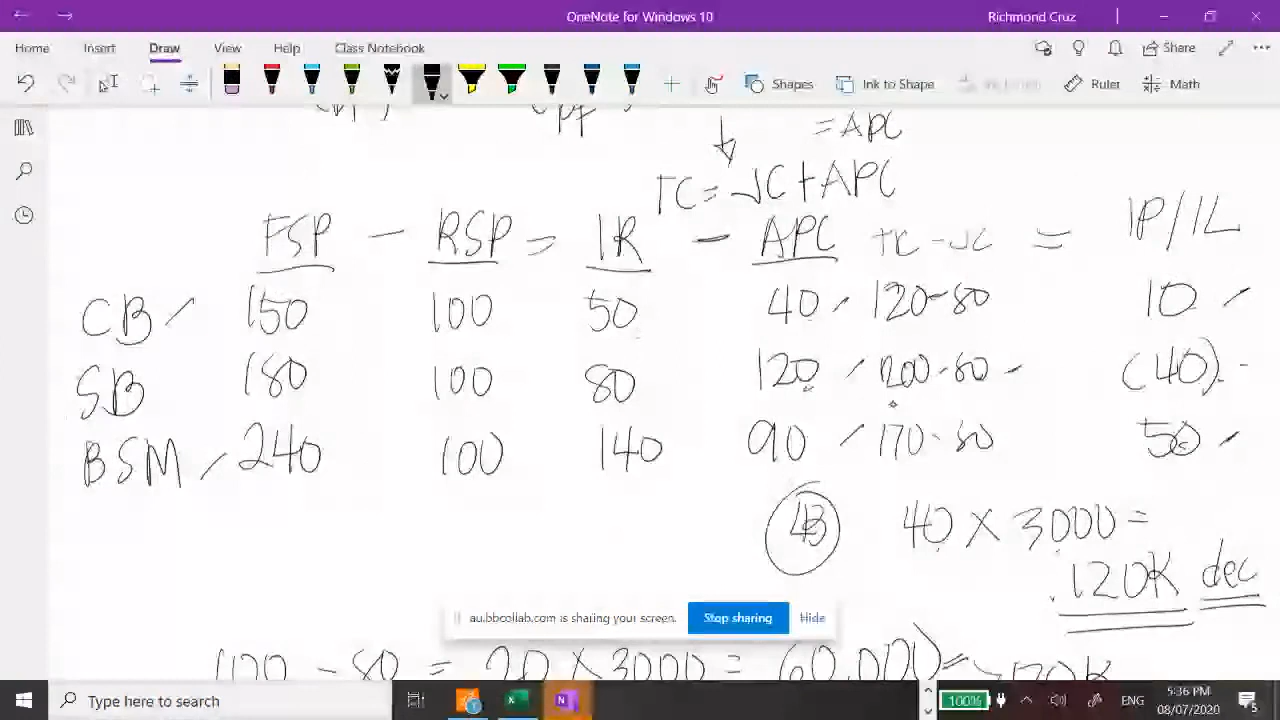 OneNote for Windows 10 Richmond Cruz
Home Insert Draw View Help Class Notebook Share
Shapes Ink to Shape Ruler Math
= APC
TC = JC + APC
FSP - RSP = IR - APC TC - JC = IP/IL
CB 150 100 50 40 120-80 10
SB 180 100 80 120 200-80 (40)
BSM 240 100 140 90 170-80 50
40 X 3000 =
120K dec
au.bbcollab.com is sharing your screen. Stop sharing Hide
100 - 80 = 20 X 3000 = 60,000
Type here to search 100% ENG 5:36 PM
08/07/2020